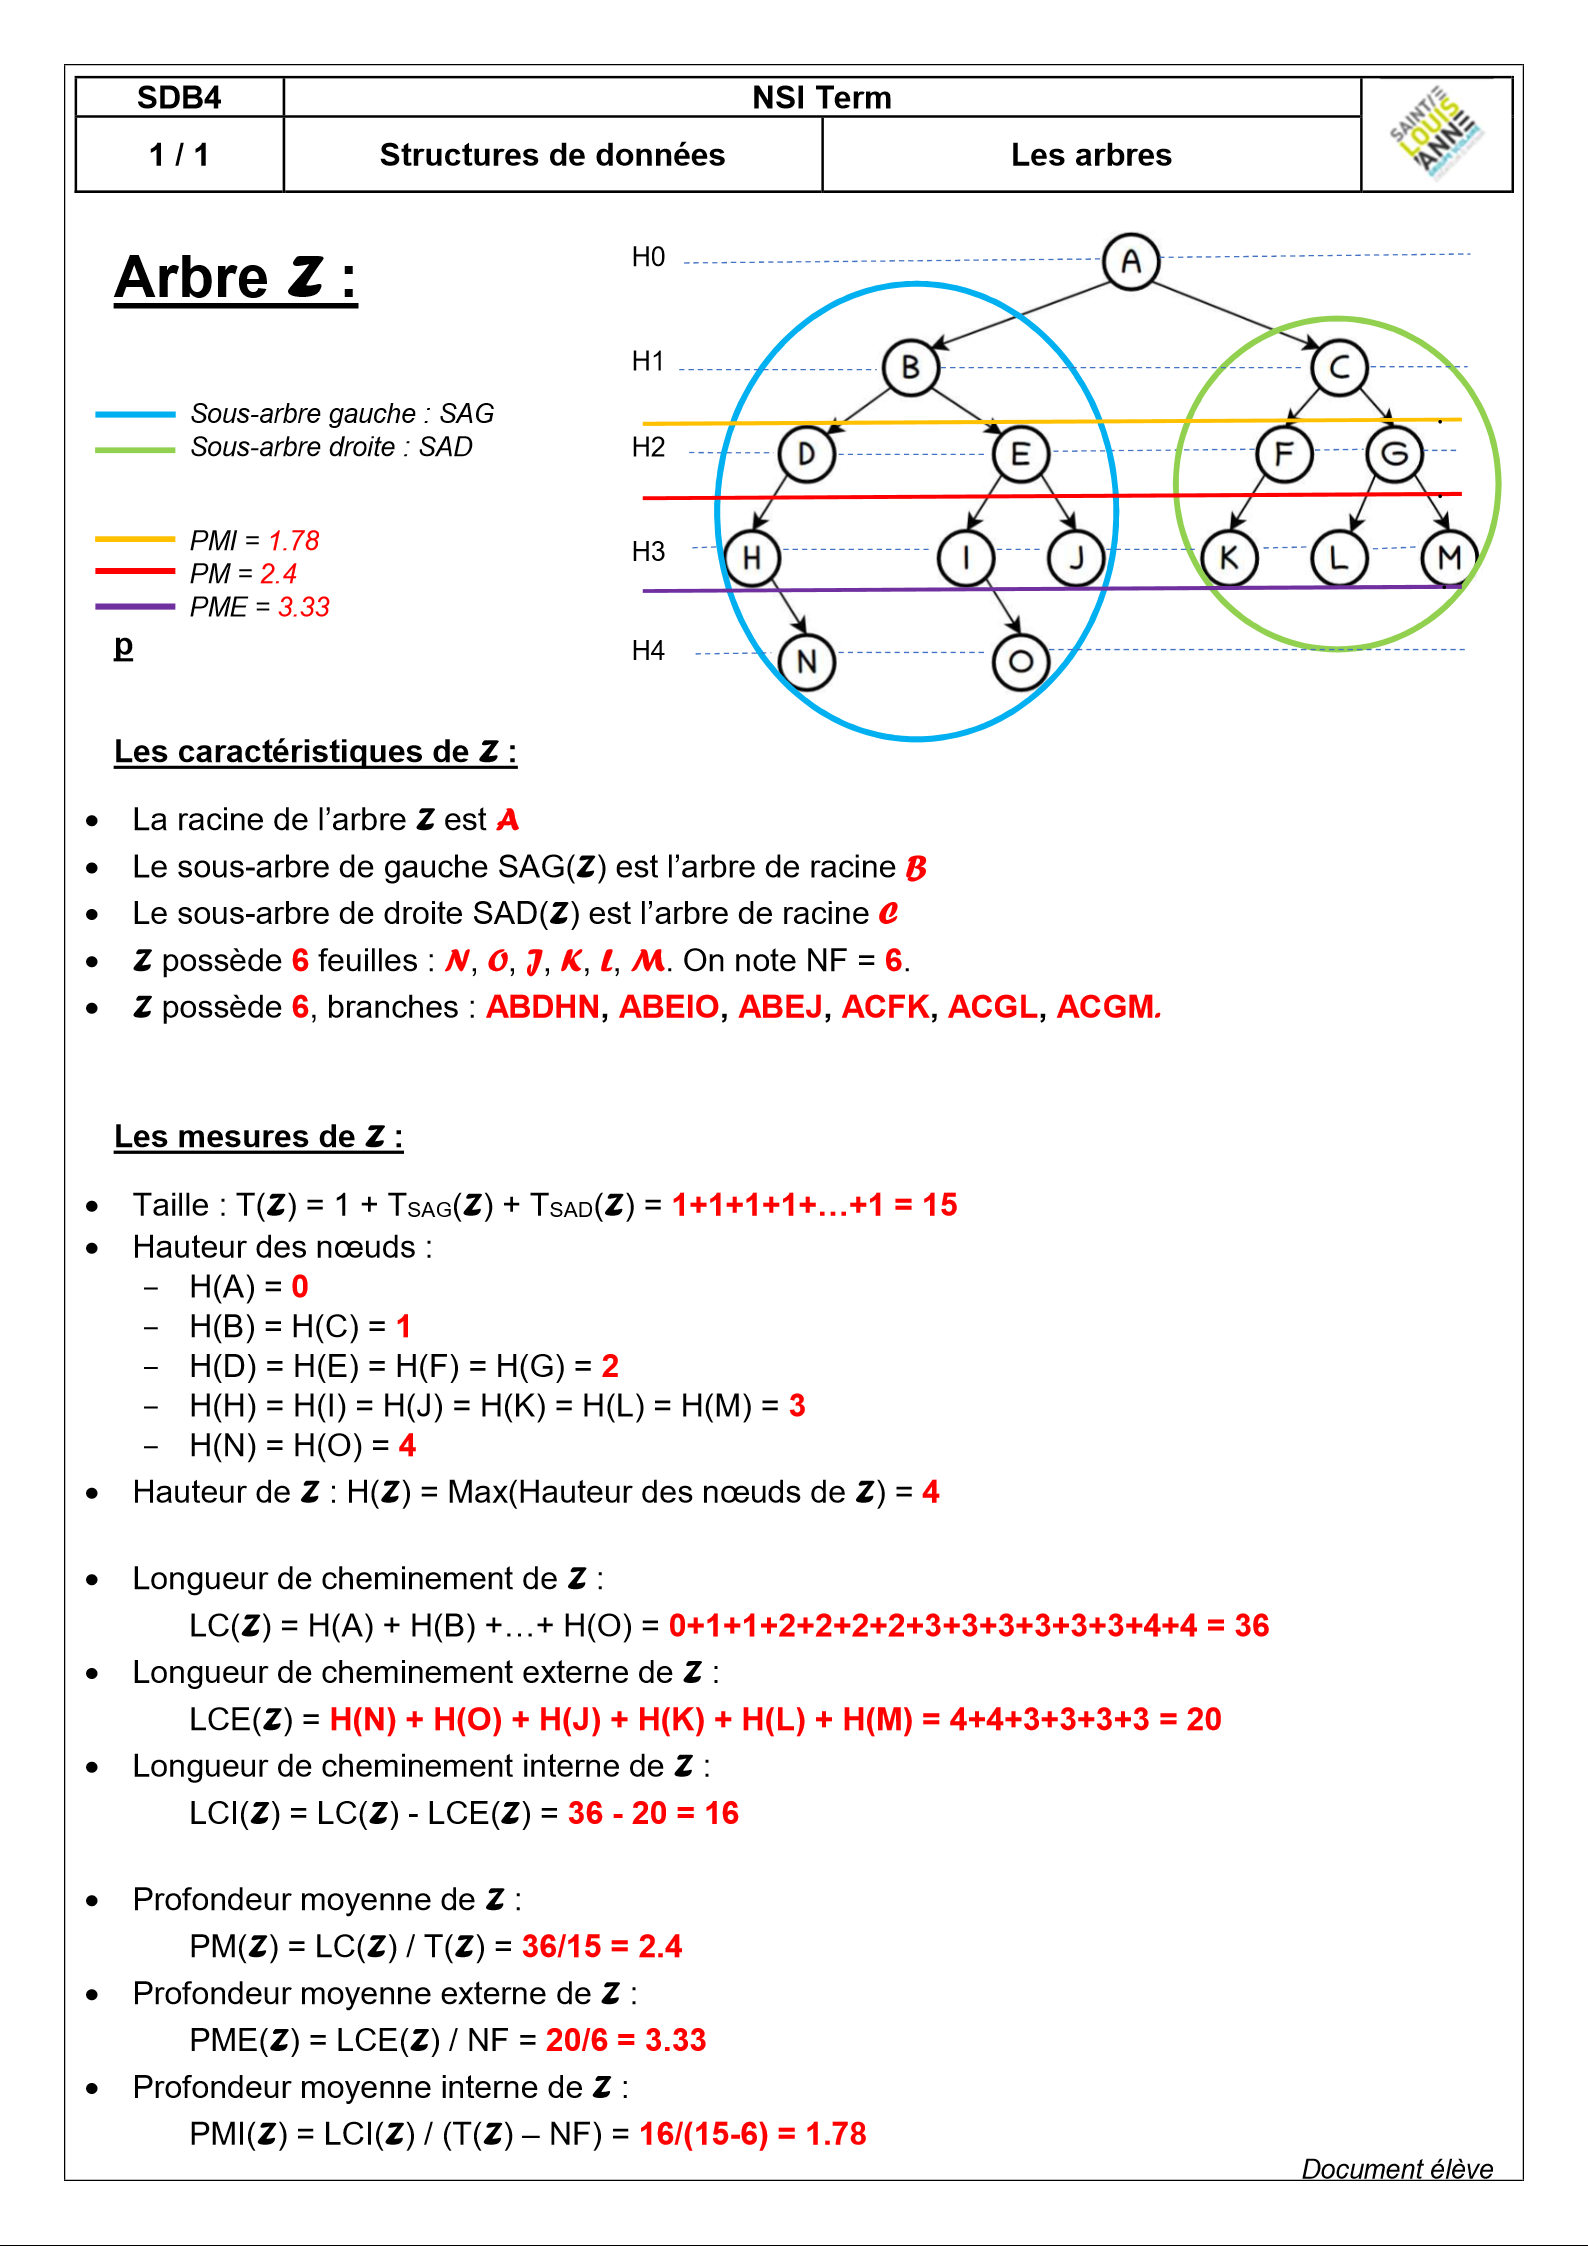 SDB4
NSI Term
1 / 1
Structures de données
Les arbres
SAINT/E
LOUIS
ANNE
GROUPE SCOLAIRE
Arbre Z :
Sous-arbre gauche : SAG
Sous-arbre droite : SAD
PMI = 1.78
PM = 2.4
PME = 3.33
p
H0
A
H1
B
C
H2
D
E
F
G
H3
H
I
J
K
L
M
H4
N
O
Les caractéristiques de Z :
• La racine de l’arbre Z est A
• Le sous-arbre de gauche SAG(Z) est l’arbre de racine B
• Le sous-arbre de droite SAD(Z) est l’arbre de racine C
• Z possède 6 feuilles : N, O, J, K, L, M. On note NF = 6.
• Z possède 6, branches : ABDHN, ABEIO, ABEJ, ACFK, ACGL, ACGM.
Les mesures de Z :
• Taille : T(Z) = 1 + TSAG(Z) + TSAD(Z) = 1+1+1+1+…+1 = 15
• Hauteur des nœuds :
− H(A) = 0
− H(B) = H(C) = 1
− H(D) = H(E) = H(F) = H(G) = 2
− H(H) = H(I) = H(J) = H(K) = H(L) = H(M) = 3
− H(N) = H(O) = 4
• Hauteur de Z : H(Z) = Max(Hauteur des nœuds de Z) = 4
• Longueur de cheminement de Z :
LC(Z) = H(A) + H(B) +…+ H(O) = 0+1+1+2+2+2+2+3+3+3+3+3+3+4+4 = 36
• Longueur de cheminement externe de Z :
LCE(Z) = H(N) + H(O) + H(J) + H(K) + H(L) + H(M) = 4+4+3+3+3+3 = 20
• Longueur de cheminement interne de Z :
LCI(Z) = LC(Z) - LCE(Z) = 36 - 20 = 16
• Profondeur moyenne de Z :
PM(Z) = LC(Z) / T(Z) = 36/15 = 2.4
• Profondeur moyenne externe de Z :
PME(Z) = LCE(Z) / NF = 20/6 = 3.33
• Profondeur moyenne interne de Z :
PMI(Z) = LCI(Z) / (T(Z) – NF) = 16/(15-6) = 1.78
Document élève